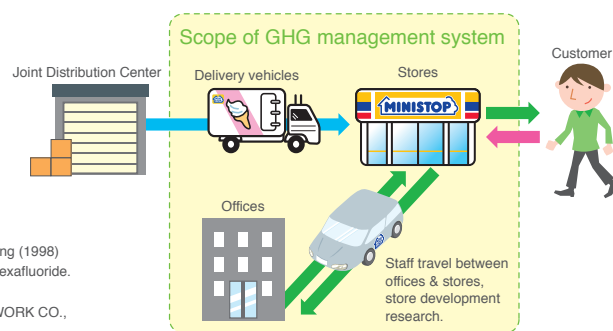 Scope of GHG management system
Joint Distribution Center
Delivery vehicles
Stores
Customer
MINISTOP
Offices
Staff travel between
offices & stores,
store development
research.
ng (1998)
exafluoride.
WORK CO.,